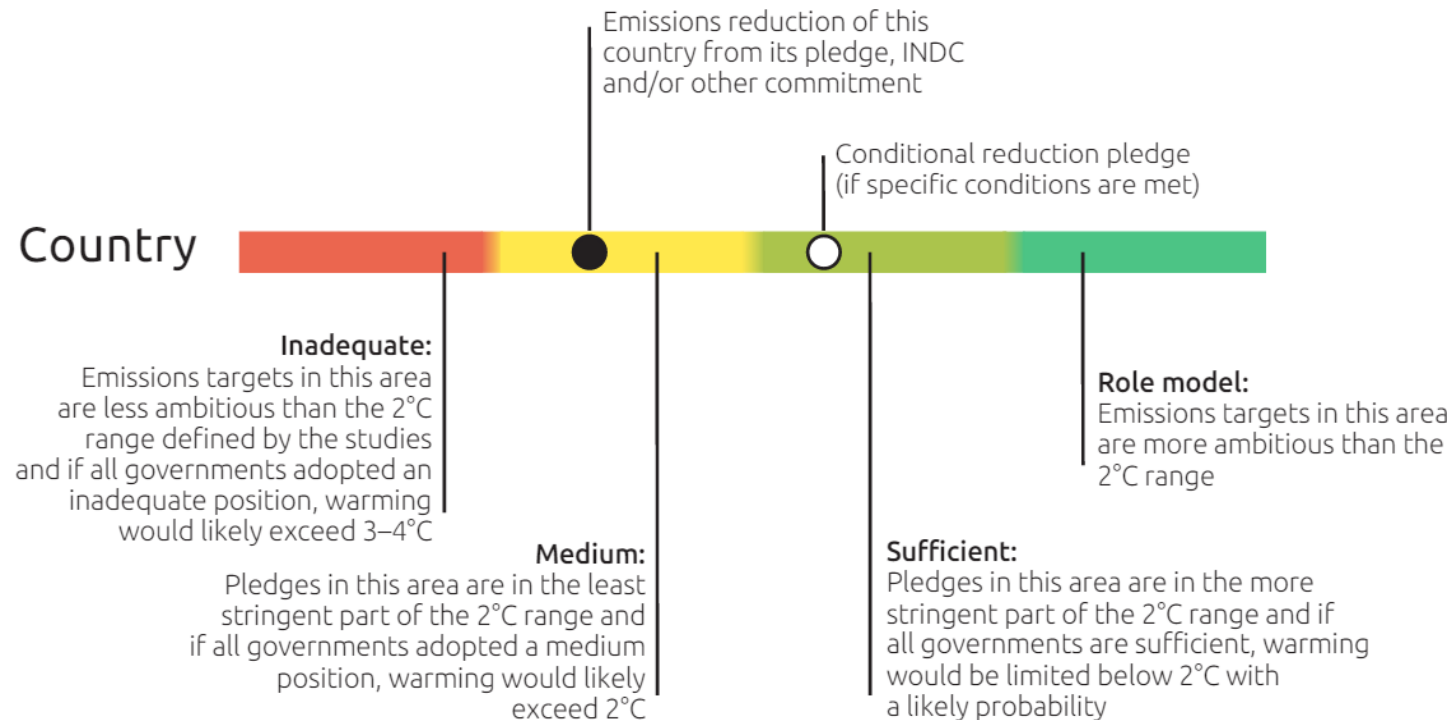 Emissions reduction of this
country from its pledge, INDC
and/or other commitment
Conditional reduction pledge
(if specific conditions are met)
Country
Inadequate:
Emissions targets in this area
are less ambitious than the 2°C
range defined by the studies
and if all governments adopted an
inadequate position, warming
would likely exceed 3–4°C
Medium:
Pledges in this area are in the least
stringent part of the 2°C range and
if all governments adopted a medium
position, warming would likely
exceed 2°C
Sufficient:
Pledges in this area are in the more
stringent part of the 2°C range and if
all governments are sufficient, warming
would be limited below 2°C with
a likely probability
Role model:
Emissions targets in this area
are more ambitious than the
2°C range